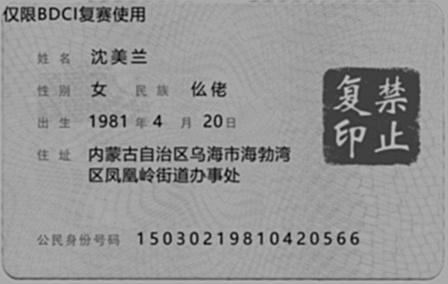 仅限BDCI复赛使用
姓名 沈美兰
性别 女 民族 仫佬
出生 1981 年 4 月 20 日
住址 内蒙古自治区乌海市海勃湾
区凤凰岭街道办事处
公民身份号码 150302198104205​66
禁止
复印